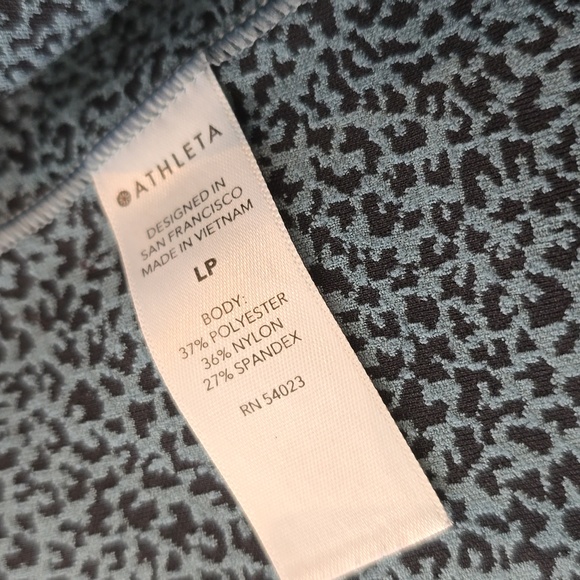 ATHLETA
DESIGNED IN
SAN FRANCISCO
MADE IN VIETNAM
LP
BODY:
37% POLYESTER
36% NYLON
27% SPANDEX
RN 54023